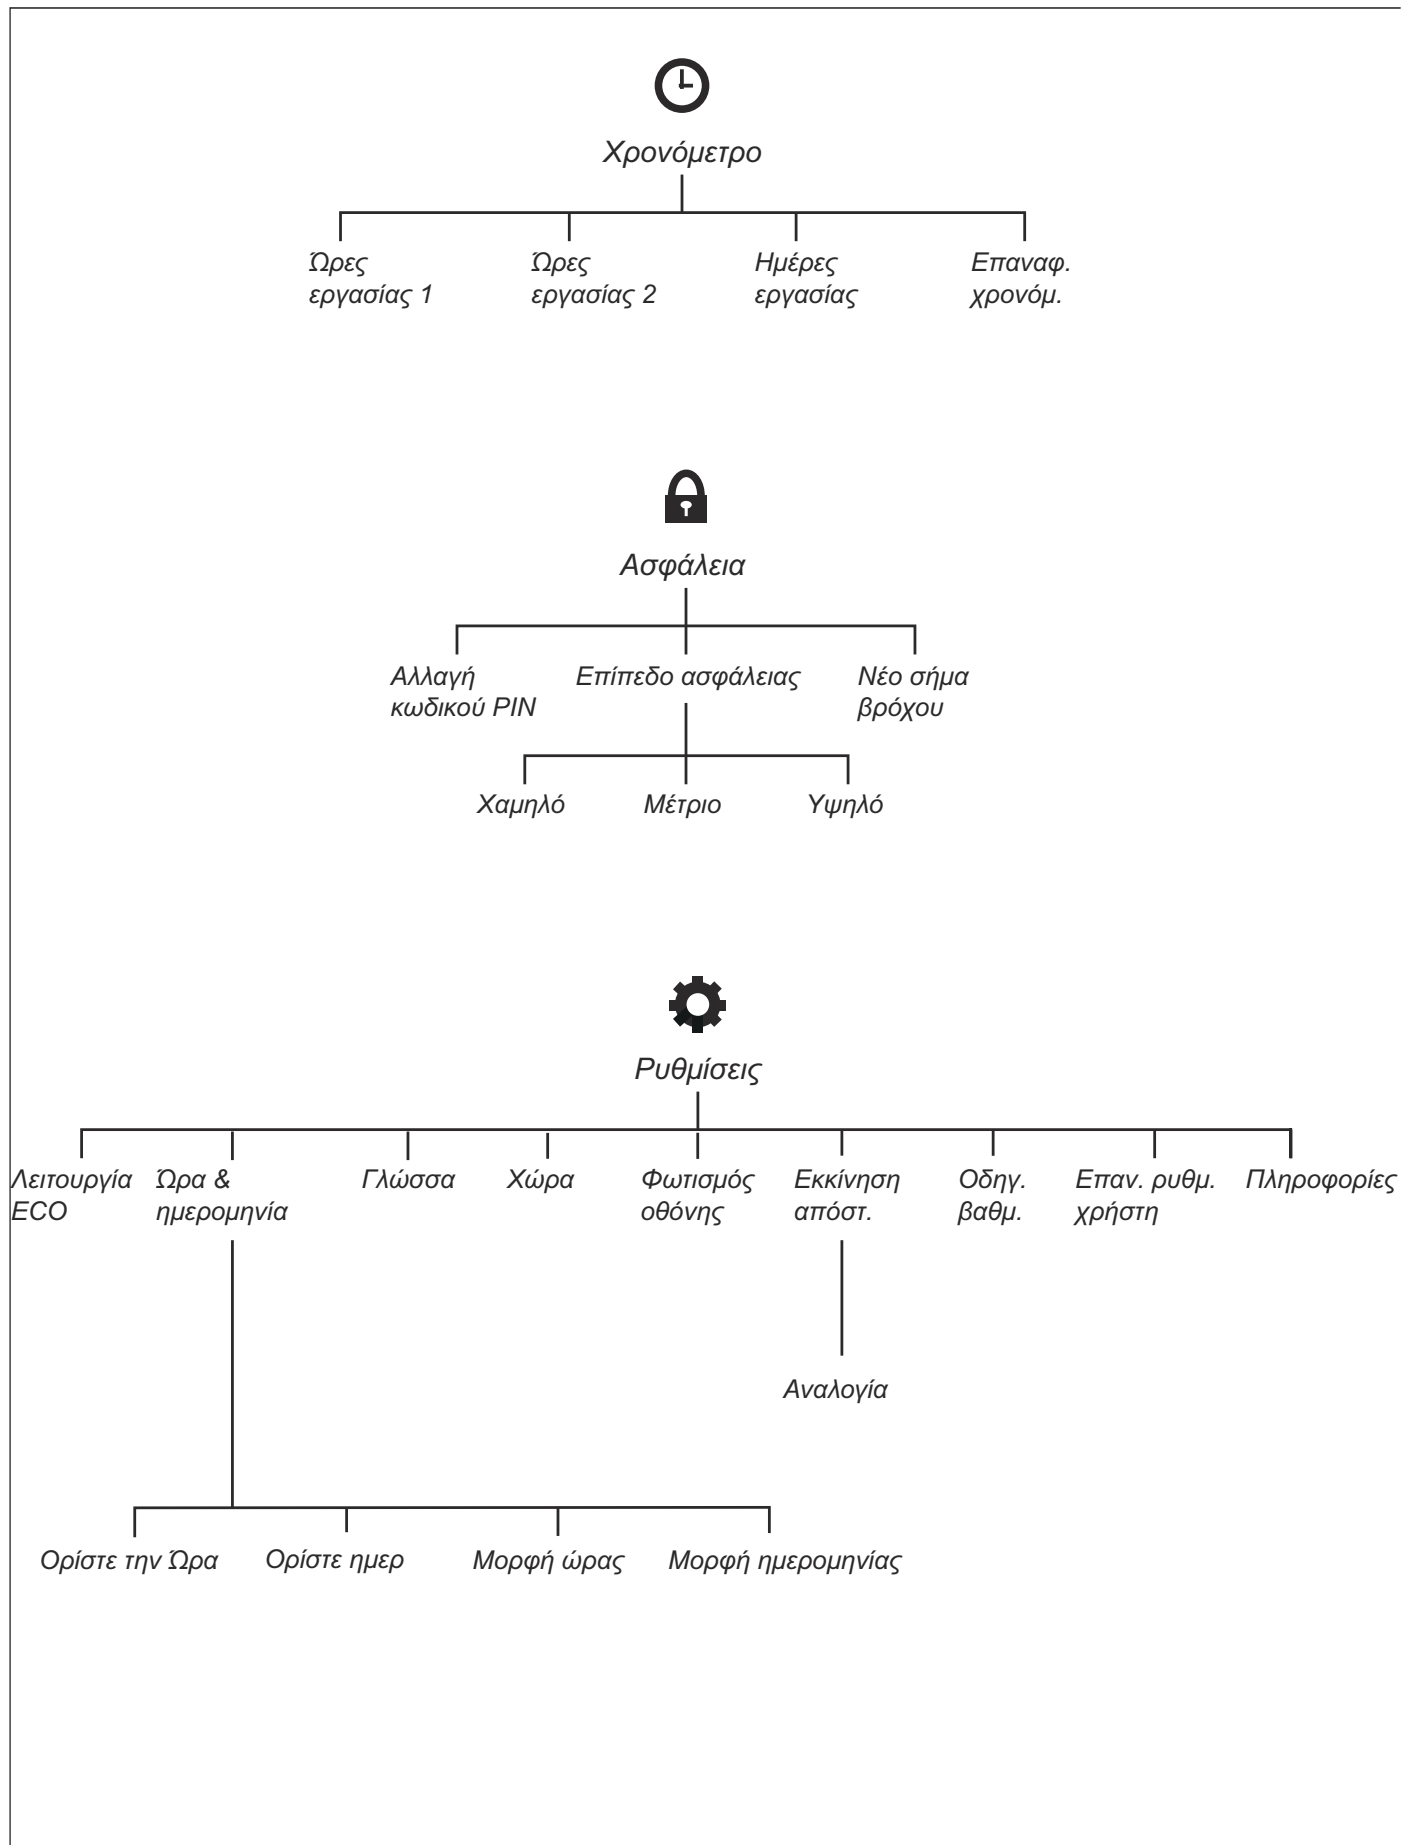 Χρονόμετρο
Ώρες
εργασίας 1
Ώρες
εργασίας 2
Ημέρες
εργασίας
Επαναφ.
χρονόμ.
Ασφάλεια
Αλλαγή
κωδικού PIN
Επίπεδο ασφάλειας
Νέο σήμα
βρόχου
Χαμηλό
Μέτριο
Υψηλό
Ρυθμίσεις
Λειτουργία
ECO
Ώρα &
ημερομηνία
Γλώσσα
Χώρα
Φωτισμός
οθόνης
Εκκίνηση
απόστ.
Οδηγ.
βαθμ.
Επαν. ρυθμ.
χρήστη
Πληροφορίες
Αναλογία
Ορίστε την Ώρα
Ορίστε ημερ
Μορφή ώρας
Μορφή ημερομηνίας